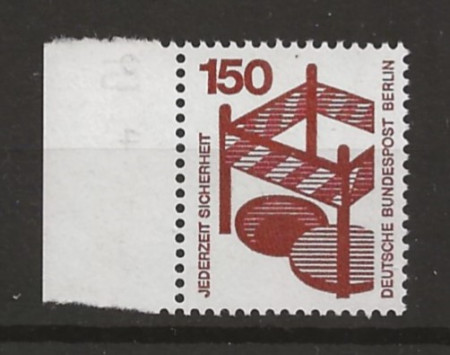 150
JEDERZEIT SICHERHEIT
DEUTSCHE BUNDESPOST BERLIN